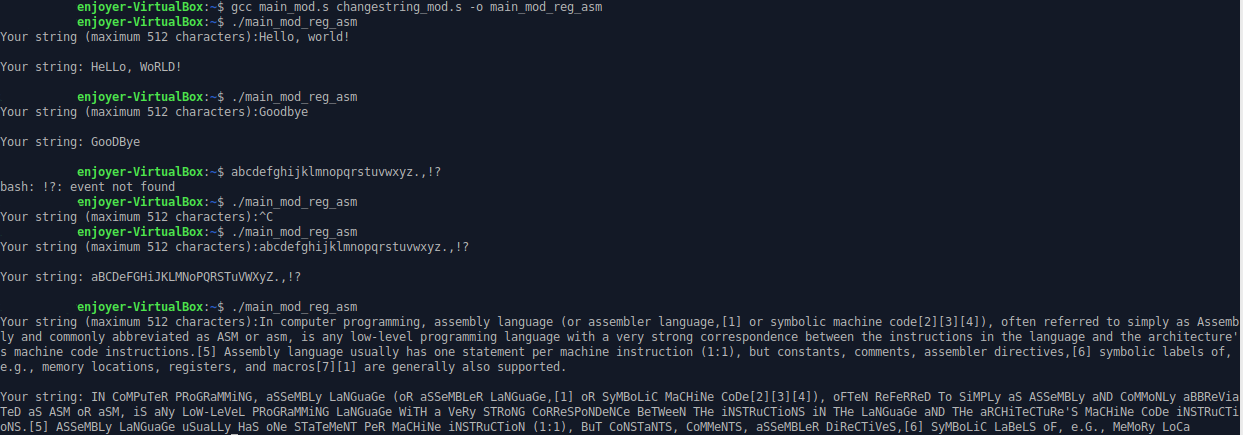 enjoyer-VirtualBox:~$ gcc main_mod.s changestring_mod.s -o main_mod_reg_asm
enjoyer-VirtualBox:~$ ./main_mod_reg_asm
Your string (maximum 512 characters):Hello, world!
Your string: HeLLo, WoRLD!
enjoyer-VirtualBox:~$ ./main_mod_reg_asm
Your string (maximum 512 characters):Goodbye
Your string: GooDBye
enjoyer-VirtualBox:~$ abcdefghijklmnopqrstuvwxyz.,!?
bash: !?: event not found
enjoyer-VirtualBox:~$ ./main_mod_reg_asm
Your string (maximum 512 characters):^C
enjoyer-VirtualBox:~$ ./main_mod_reg_asm
Your string (maximum 512 characters):abcdefghijklmnopqrstuvwxyz.,!?
Your string: aBCDeFGHiJKLMNoPQRSTuVWXyZ.,!?
enjoyer-VirtualBox:~$ ./main_mod_reg_asm
Your string (maximum 512 characters):In computer programming, assembly language (or assembler language,[1] or symbolic machine code[2][3][4]), often referred to simply as Assemb
ly and commonly abbreviated as ASM or asm, is any low-level programming language with a very strong correspondence between the instructions in the language and the architecture'
s machine code instructions.[5] Assembly language usually has one statement per machine instruction (1:1), but constants, comments, assembler directives,[6] symbolic labels of,
e.g., memory locations, registers, and macros[7][1] are generally also supported.
Your string: IN CoMPuTeR PRoGRaMMiNG, aSSeMBLy LaNGuaGe (oR aSSeMBLeR LaNGuaGe,[1] oR SyMBoLiC MaCHiNe CoDe[2][3][4]), oFTeN ReFeRReD To SiMPLy aS ASSeMBLy aND CoMMoNLy aBBReVia
TeD aS ASM oR aSM, iS aNy LoW-LeVeL PRoGRaMMiNG LaNGuaGe WiTH a VeRy STRoNG CoRReSPoNDeNCe BeTWeeN THe iNSTRuCTioNS iN THe LaNGuaGe aND THe aRCHiTeCTuRe'S MaCHiNe CoDe iNSTRuCTi
oNS.[5] ASSeMBLy LaNGuaGe uSuaLLy HaS oNe STaTeMeNT PeR MaCHiNe iNSTRuCTioN (1:1), BuT CoNSTaNTS, CoMMeNTS, aSSeMBLeR DiReCTiVeS,[6] SyMBoLiC LaBeLS oF, e.G., MeMoRy LoCa